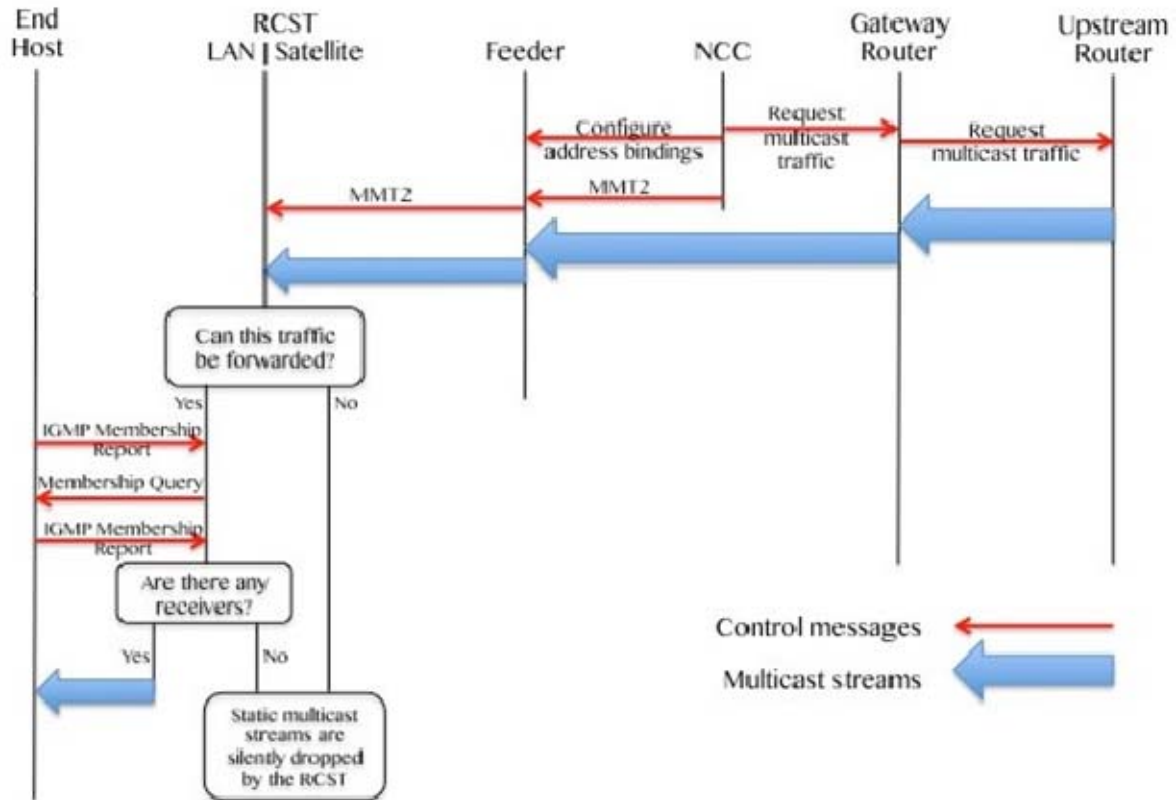 End
Host
RCST
LAN | Satellite
Feeder
NCC
Gateway
Router
Upstream
Router
Configure
address bindings
Request
multicast
traffic
Request
multicast traffic
MMT2
MMT2
Can this traffic
be forwarded?
Yes
No
IGMP Membership
Report
Membership Query
IGMP Membership
Report
Are there any
receivers?
Yes
No
Static multicast
streams are
silently dropped
by the RCST
Control messages
Multicast streams